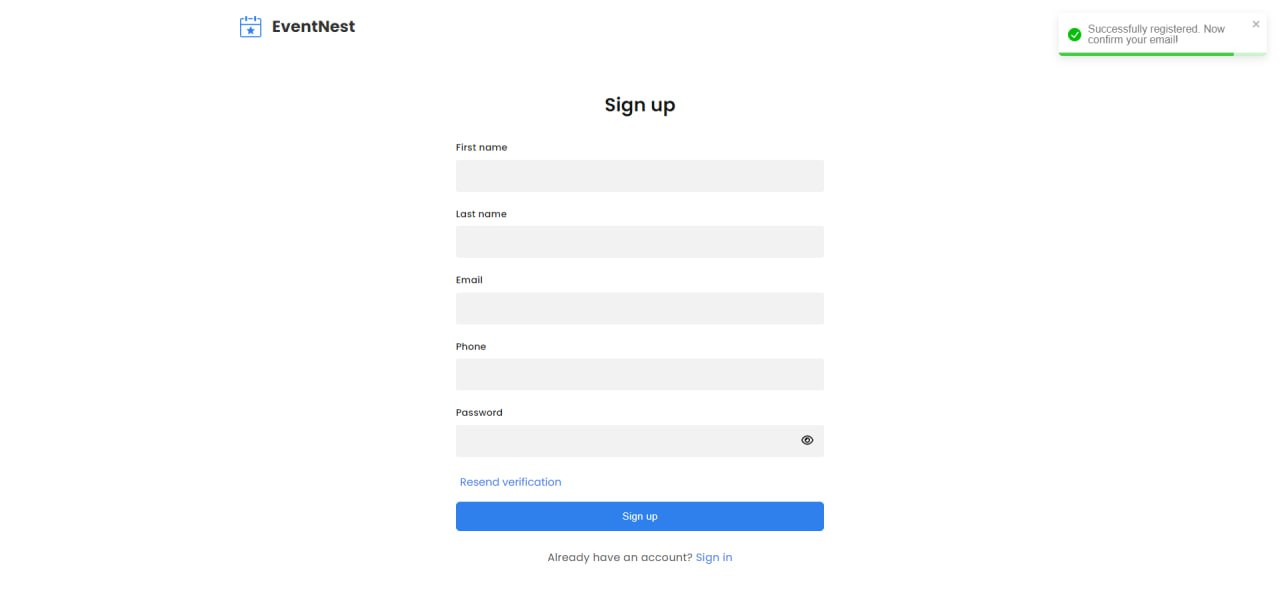 EventNest
Successfully registered. Now
confirm your email!
Sign up
First name
Last name
Email
Phone
Password
Resend verification
Sign up
Already have an account? Sign in